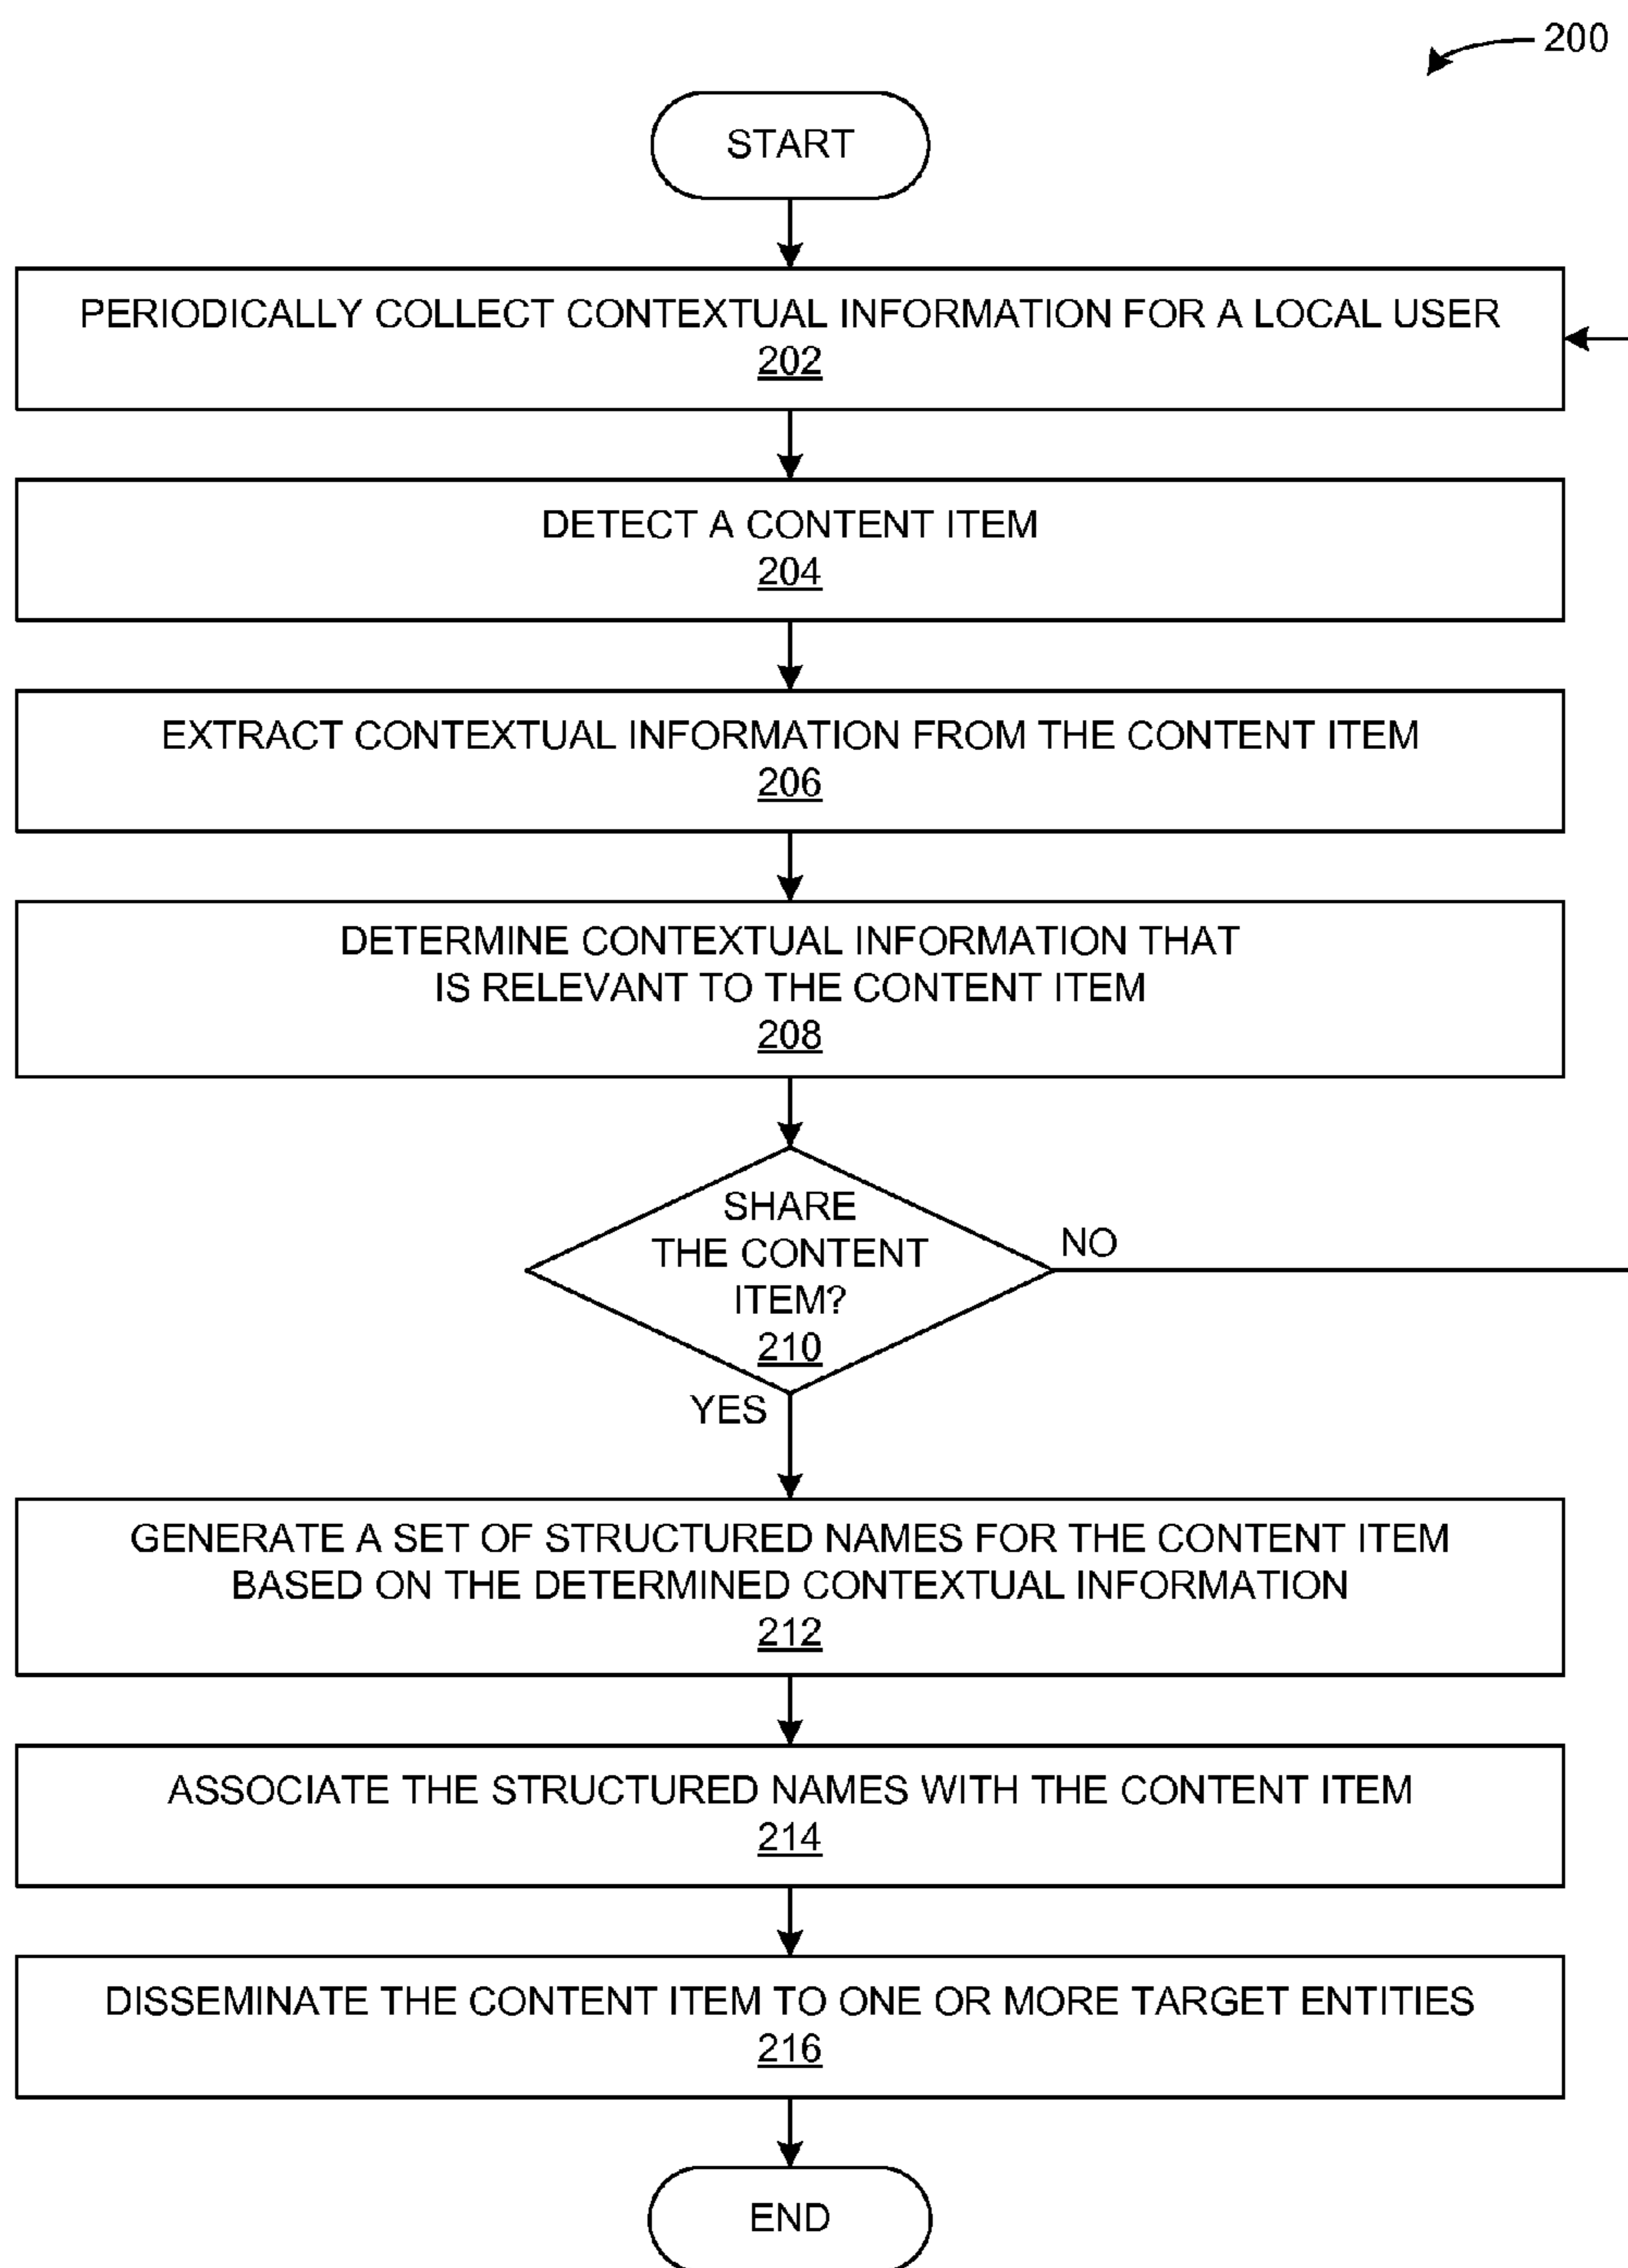 200
START
PERIODICALLY COLLECT CONTEXTUAL INFORMATION FOR A LOCAL USER
202
DETECT A CONTENT ITEM
204
EXTRACT CONTEXTUAL INFORMATION FROM THE CONTENT ITEM
206
DETERMINE CONTEXTUAL INFORMATION THAT
IS RELEVANT TO THE CONTENT ITEM
208
SHARE
THE CONTENT
ITEM?
210
NO
YES
GENERATE A SET OF STRUCTURED NAMES FOR THE CONTENT ITEM
BASED ON THE DETERMINED CONTEXTUAL INFORMATION
212
ASSOCIATE THE STRUCTURED NAMES WITH THE CONTENT ITEM
214
DISSEMINATE THE CONTENT ITEM TO ONE OR MORE TARGET ENTITIES
216
END